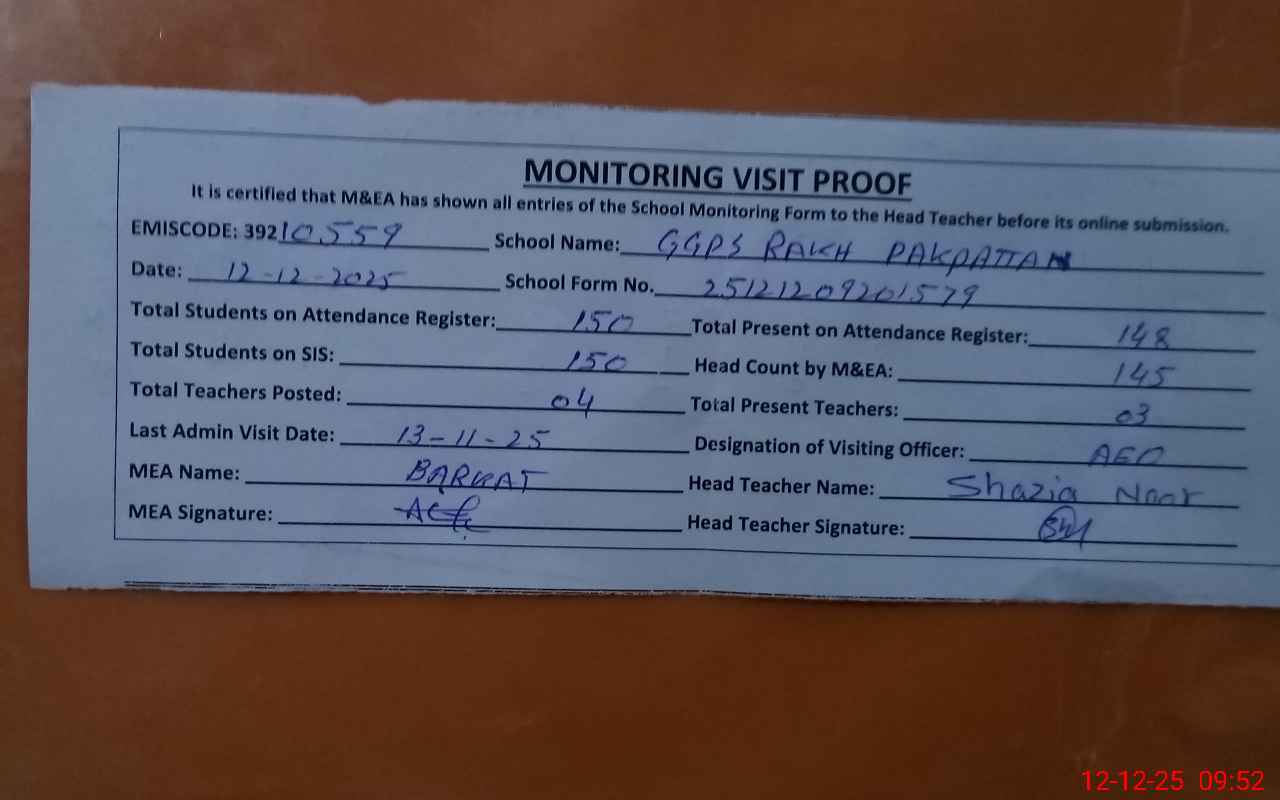 MONITORING VISIT PROOF
It is certified that M&EA has shown all entries of the School Monitoring Form to the Head Teacher before its online submission.
EMISCODE: 39210559 School Name: GGPS RAKH PAKPATTAN
Date: 12-12-2025 School Form No. 25121209201579
Total Students on Attendance Register: 150 Total Present on Attendance Register: 148
Total Students on SIS: 150 Head Count by M&EA: 145
Total Teachers Posted: 04 Total Present Teachers: 03
Last Admin Visit Date: 13-11-25 Designation of Visiting Officer: AEO
MEA Name: BARKAT Head Teacher Name: Shazia Noor
MEA Signature: Head Teacher Signature:
12-12-25 09:52